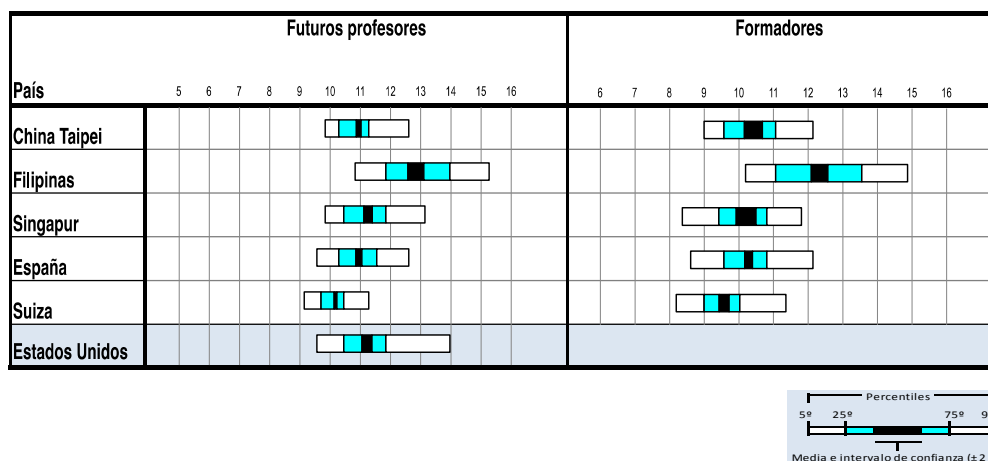 Futuros profesores Formadores
País 5 6 7 8 9 10 11 12 13 14 15 16 6 7 8 9 10 11 12 13 14 15 16
China Taipei
Filipinas
Singapur
España
Suiza
Estados Unidos
Percentiles
5º 25º 75º 9
Media e intervalo de confianza (± 2